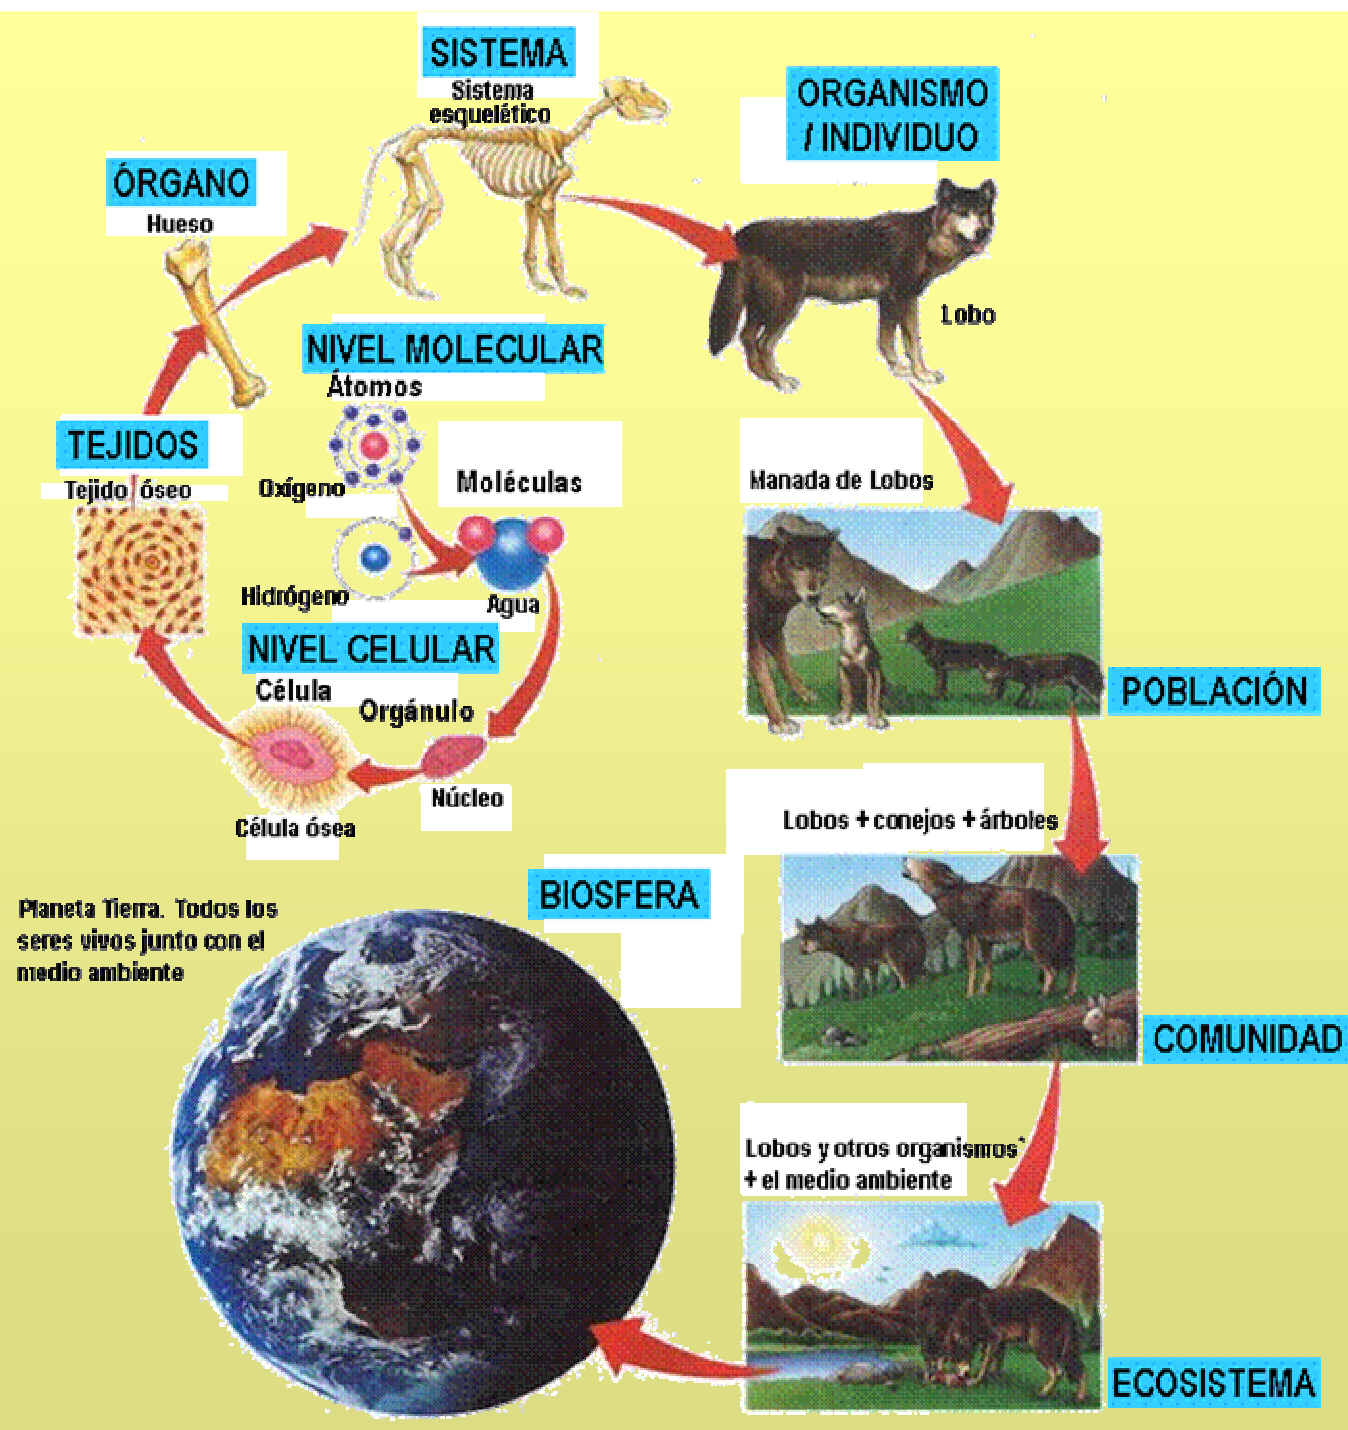 SISTEMA
Sistema
esquelético
ORGANISMO
/ INDIVIDUO
Lobo
ÓRGANO
Hueso
NIVEL MOLECULAR
Átomos
Oxígeno
Moléculas
Hidrógeno
Agua
TEJIDOS
Tejido óseo
NIVEL CELULAR
Célula
Orgánulo
Núcleo
Célula ósea
Manada de Lobos
POBLACIÓN
Lobos + conejos + árboles
COMUNIDAD
Lobos y otros organismos*
+ el medio ambiente
ECOSISTEMA
BIOSFERA
Planeta Tierra. Todos los
seres vivos junto con el
medio ambiente